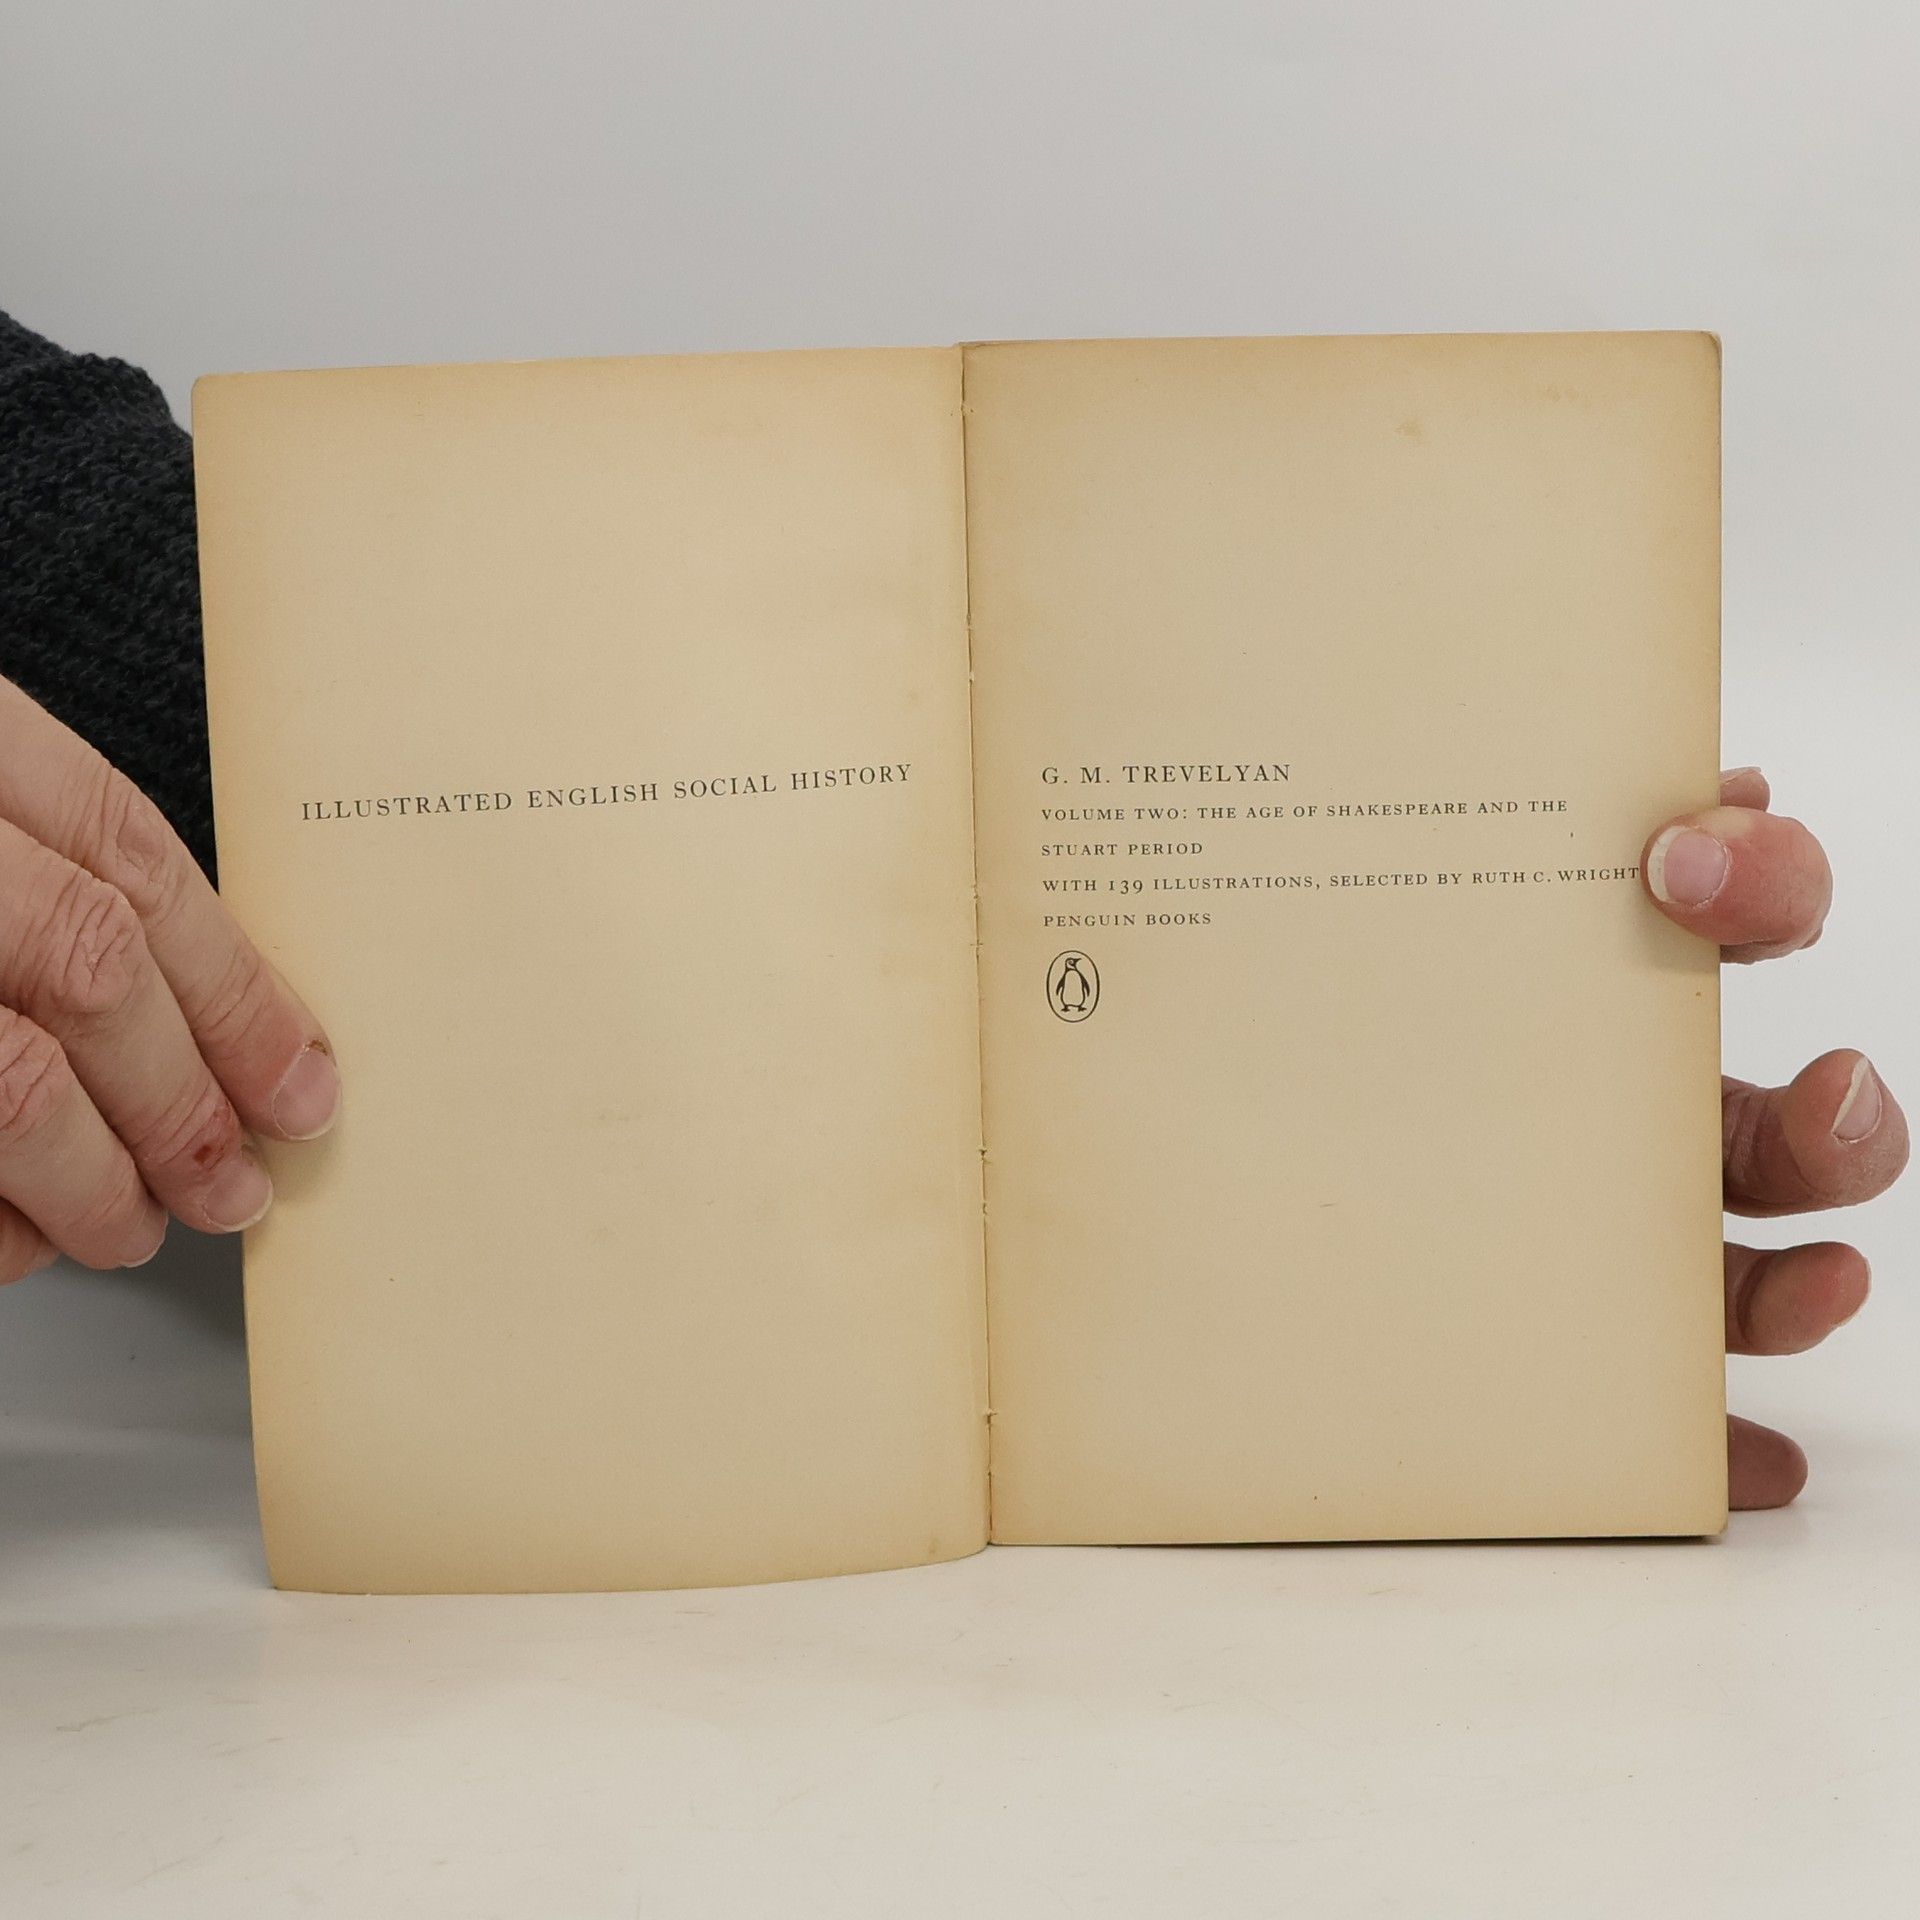 ILLUSTRATED ENGLISH SOCIAL HISTORY
G. M. TREVELYAN
VOLUME TWO: THE AGE OF SHAKESPEARE AND THE
STUART PERIOD
WITH 139 ILLUSTRATIONS, SELECTED BY RUTH C. WRIGHT
PENGUIN BOOKS